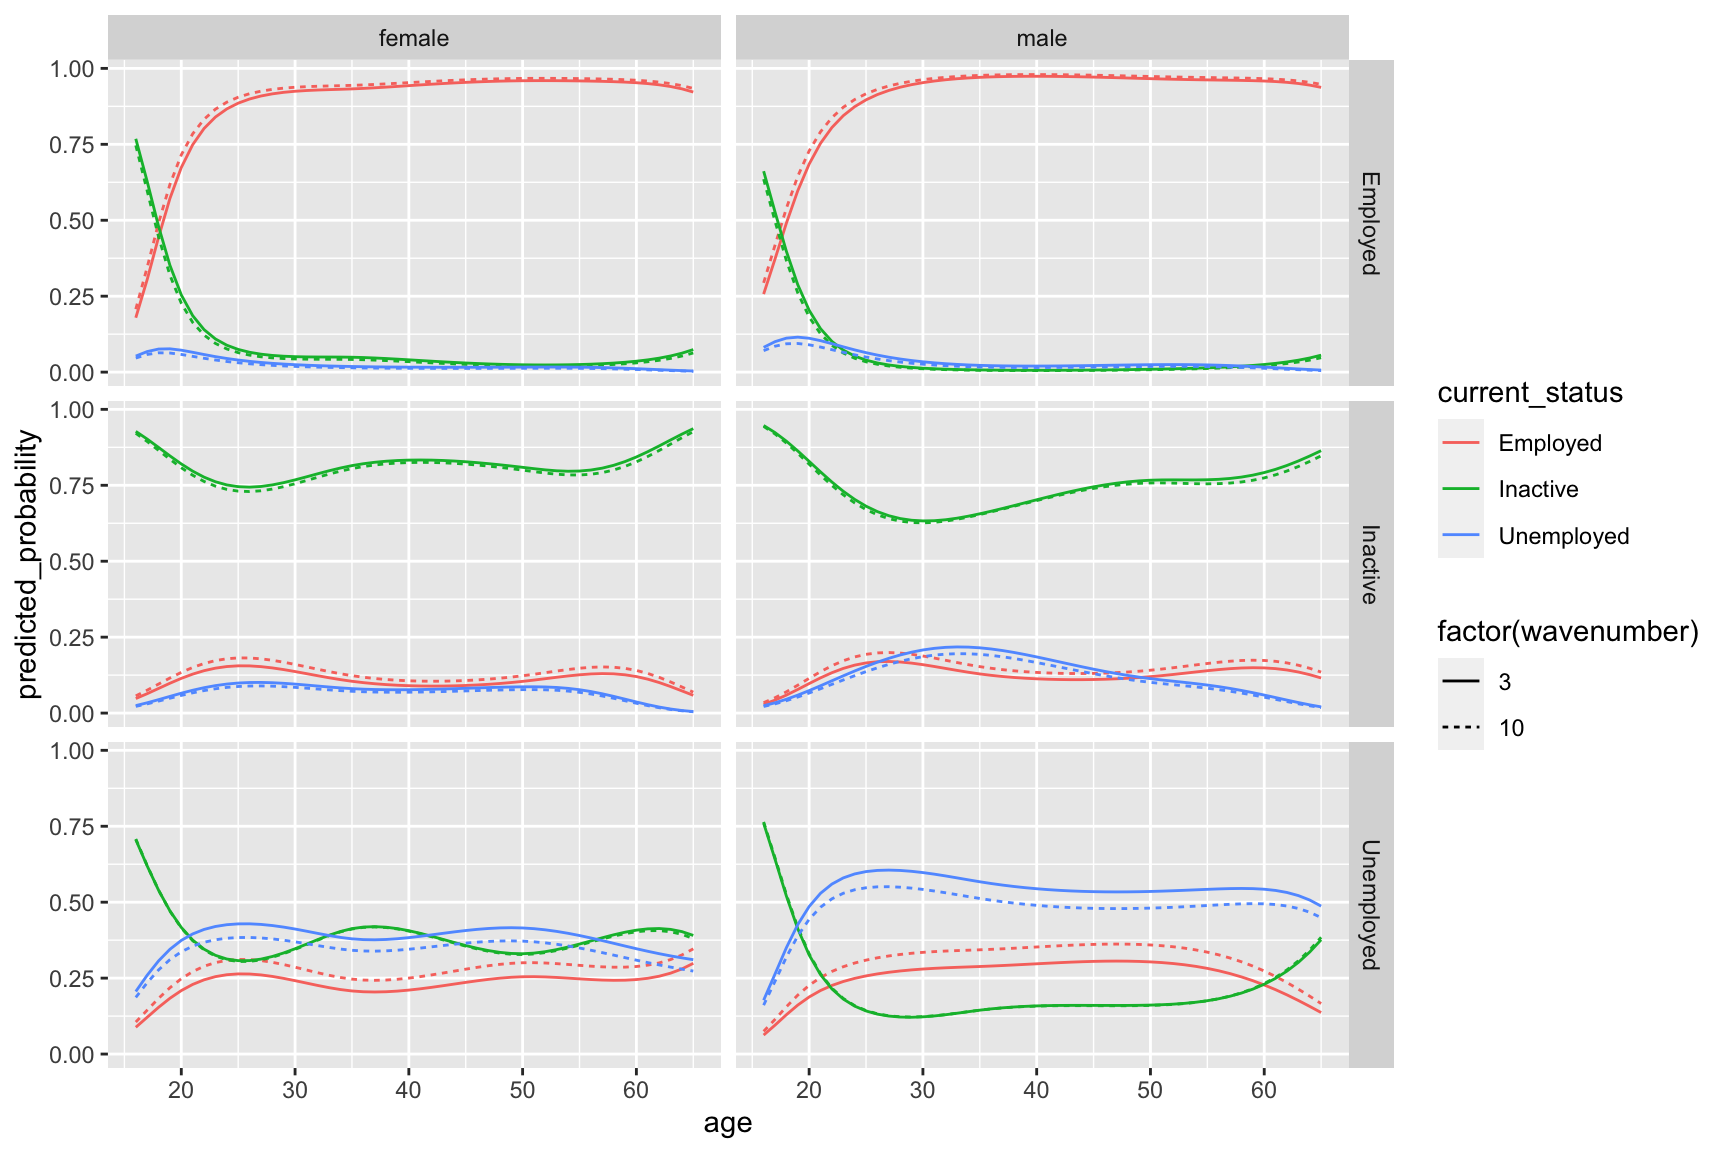 female
male
1.00
0.75
0.50
0.25
0.00
Employed
1.00
0.75
0.50
0.25
0.00
Inactive
1.00
0.75
0.50
0.25
0.00
Unemployed
predicted_probability
20 30 40 50 60
20 30 40 50 60
age
current_status
Employed
Inactive
Unemployed
factor(wavenumber)
3
10